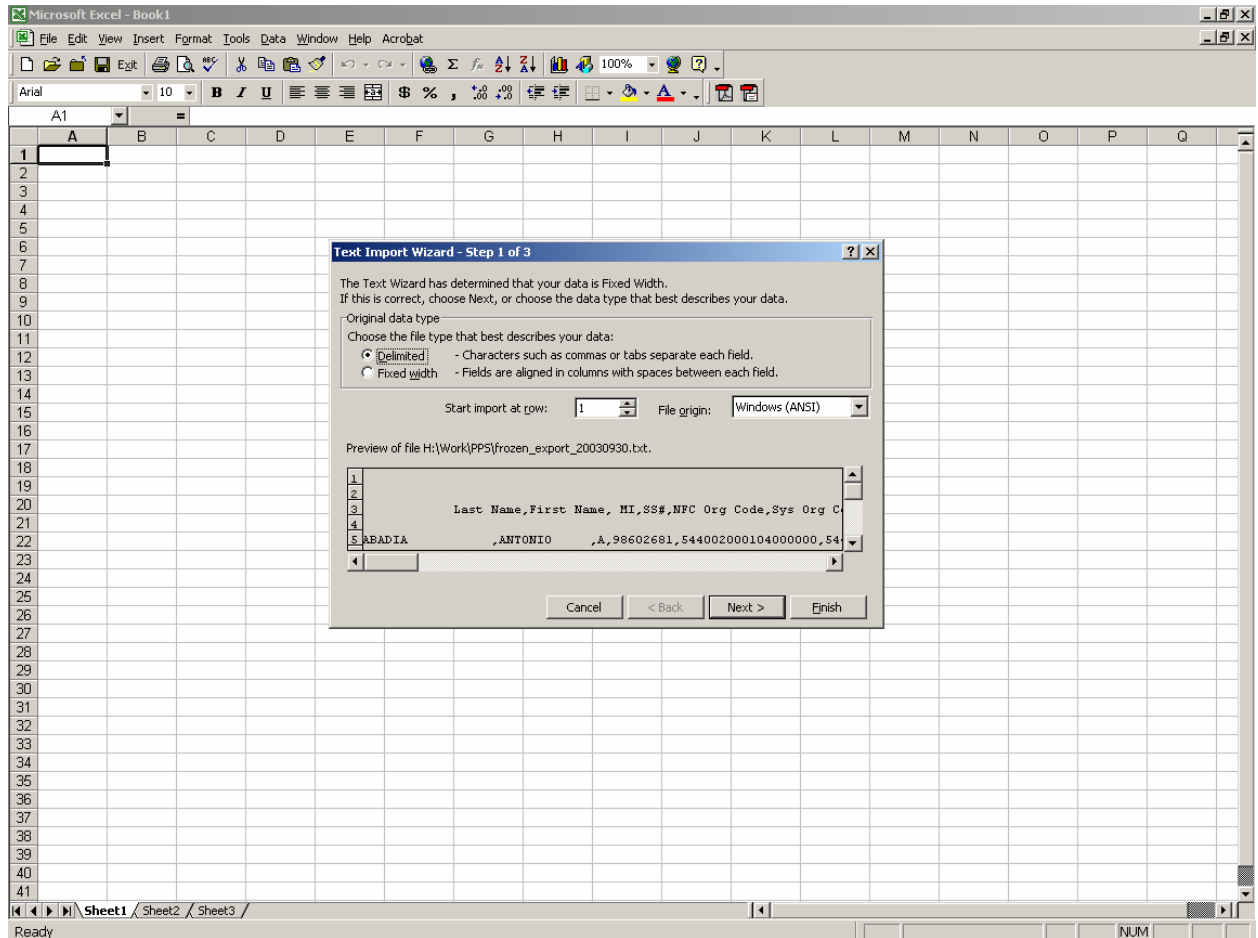 Microsoft Excel - Book1
File Edit View Insert Format Tools Data Window Help Acrobat
Exit ABC 100%
Arial 10 B I U $ % ,
A1 =
A B C D E F G H I J K L M N O P Q
1
2
3
4
5
6
7
8
9
10
11
12
13
14
15
16
17
18
19
20
21
22
23
24
25
26
27
28
29
30
31
32
33
34
35
36
37
38
39
40
41
Text Import Wizard - Step 1 of 3
The Text Wizard has determined that your data is Fixed Width.
If this is correct, choose Next, or choose the data type that best describes your data.
Original data type
Choose the file type that best describes your data:
Delimited - Characters such as commas or tabs separate each field.
Fixed width - Fields are aligned in columns with spaces between each field.
Start import at row: 1 File origin: Windows (ANSI)
Preview of file H:\Work\PPS\frozen_export_20030930.txt.
1
2
3 Last Name,First Name, MI,SS#,NFC Org Code,Sys Org Co
4
5 ABADIA ,ANTONIO ,A,98602681,544002000104000000,54
Cancel < Back Next > Finish
Sheet1 Sheet2 Sheet3
Ready NUM